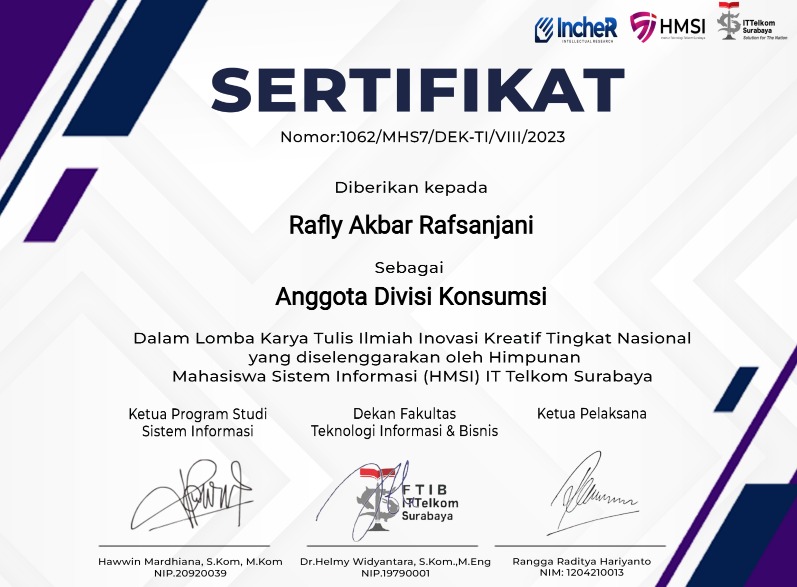 IncheR
INTELLECTUAL RESEARCH
HMSI
ITTelkom
Surabaya
Solution for The Nation
SERTIFIKAT
Nomor:1062/MHS7/DEK-TI/VIII/2023
Diberikan kepada
Rafly Akbar Rafsanjani
Sebagai
Anggota Divisi Konsumsi
Dalam Lomba Karya Tulis Ilmiah Inovasi Kreatif Tingkat Nasional
yang diselenggarakan oleh Himpunan
Mahasiswa Sistem Informasi (HMSI) IT Telkom Surabaya
Ketua Program Studi
Sistem Informasi
Dekan Fakultas
Teknologi Informasi & Bisnis
Ketua Pelaksana
FTIB
ITTelkom
Surabaya
Hawwin Mardhiana, S.Kom, M.Kom
NIP.20920039
Dr.Helmy Widyantara, S.Kom.,M.Eng
NIP.19790001
Rangga Raditya Hariyanto
NIM: 1204210013